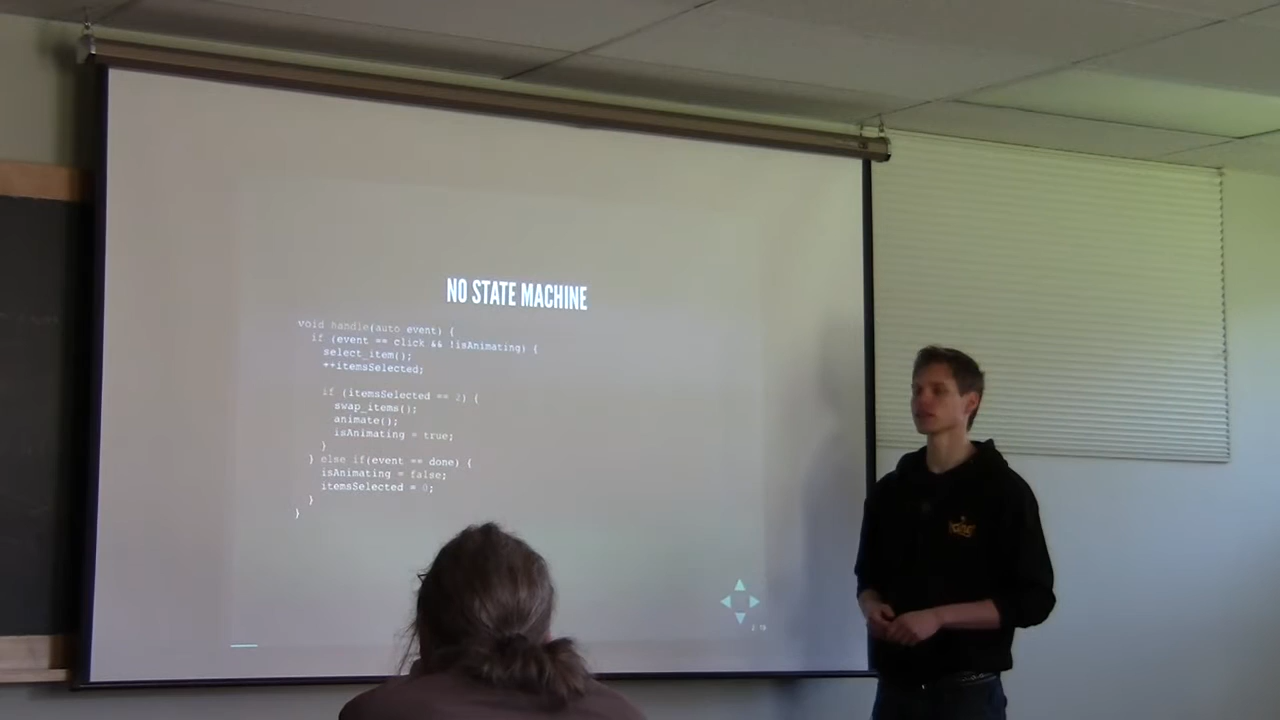 NO STATE MACHINE
void handle(auto event) {
if (event == click && !isAnimating) {
select_item();
++itemsSelected;
if (itemsSelected == 2) {
swap_items();
animate();
isAnimating = true;
}
} else if(event == done) {
isAnimating = false;
itemsSelected = 0;
}
}